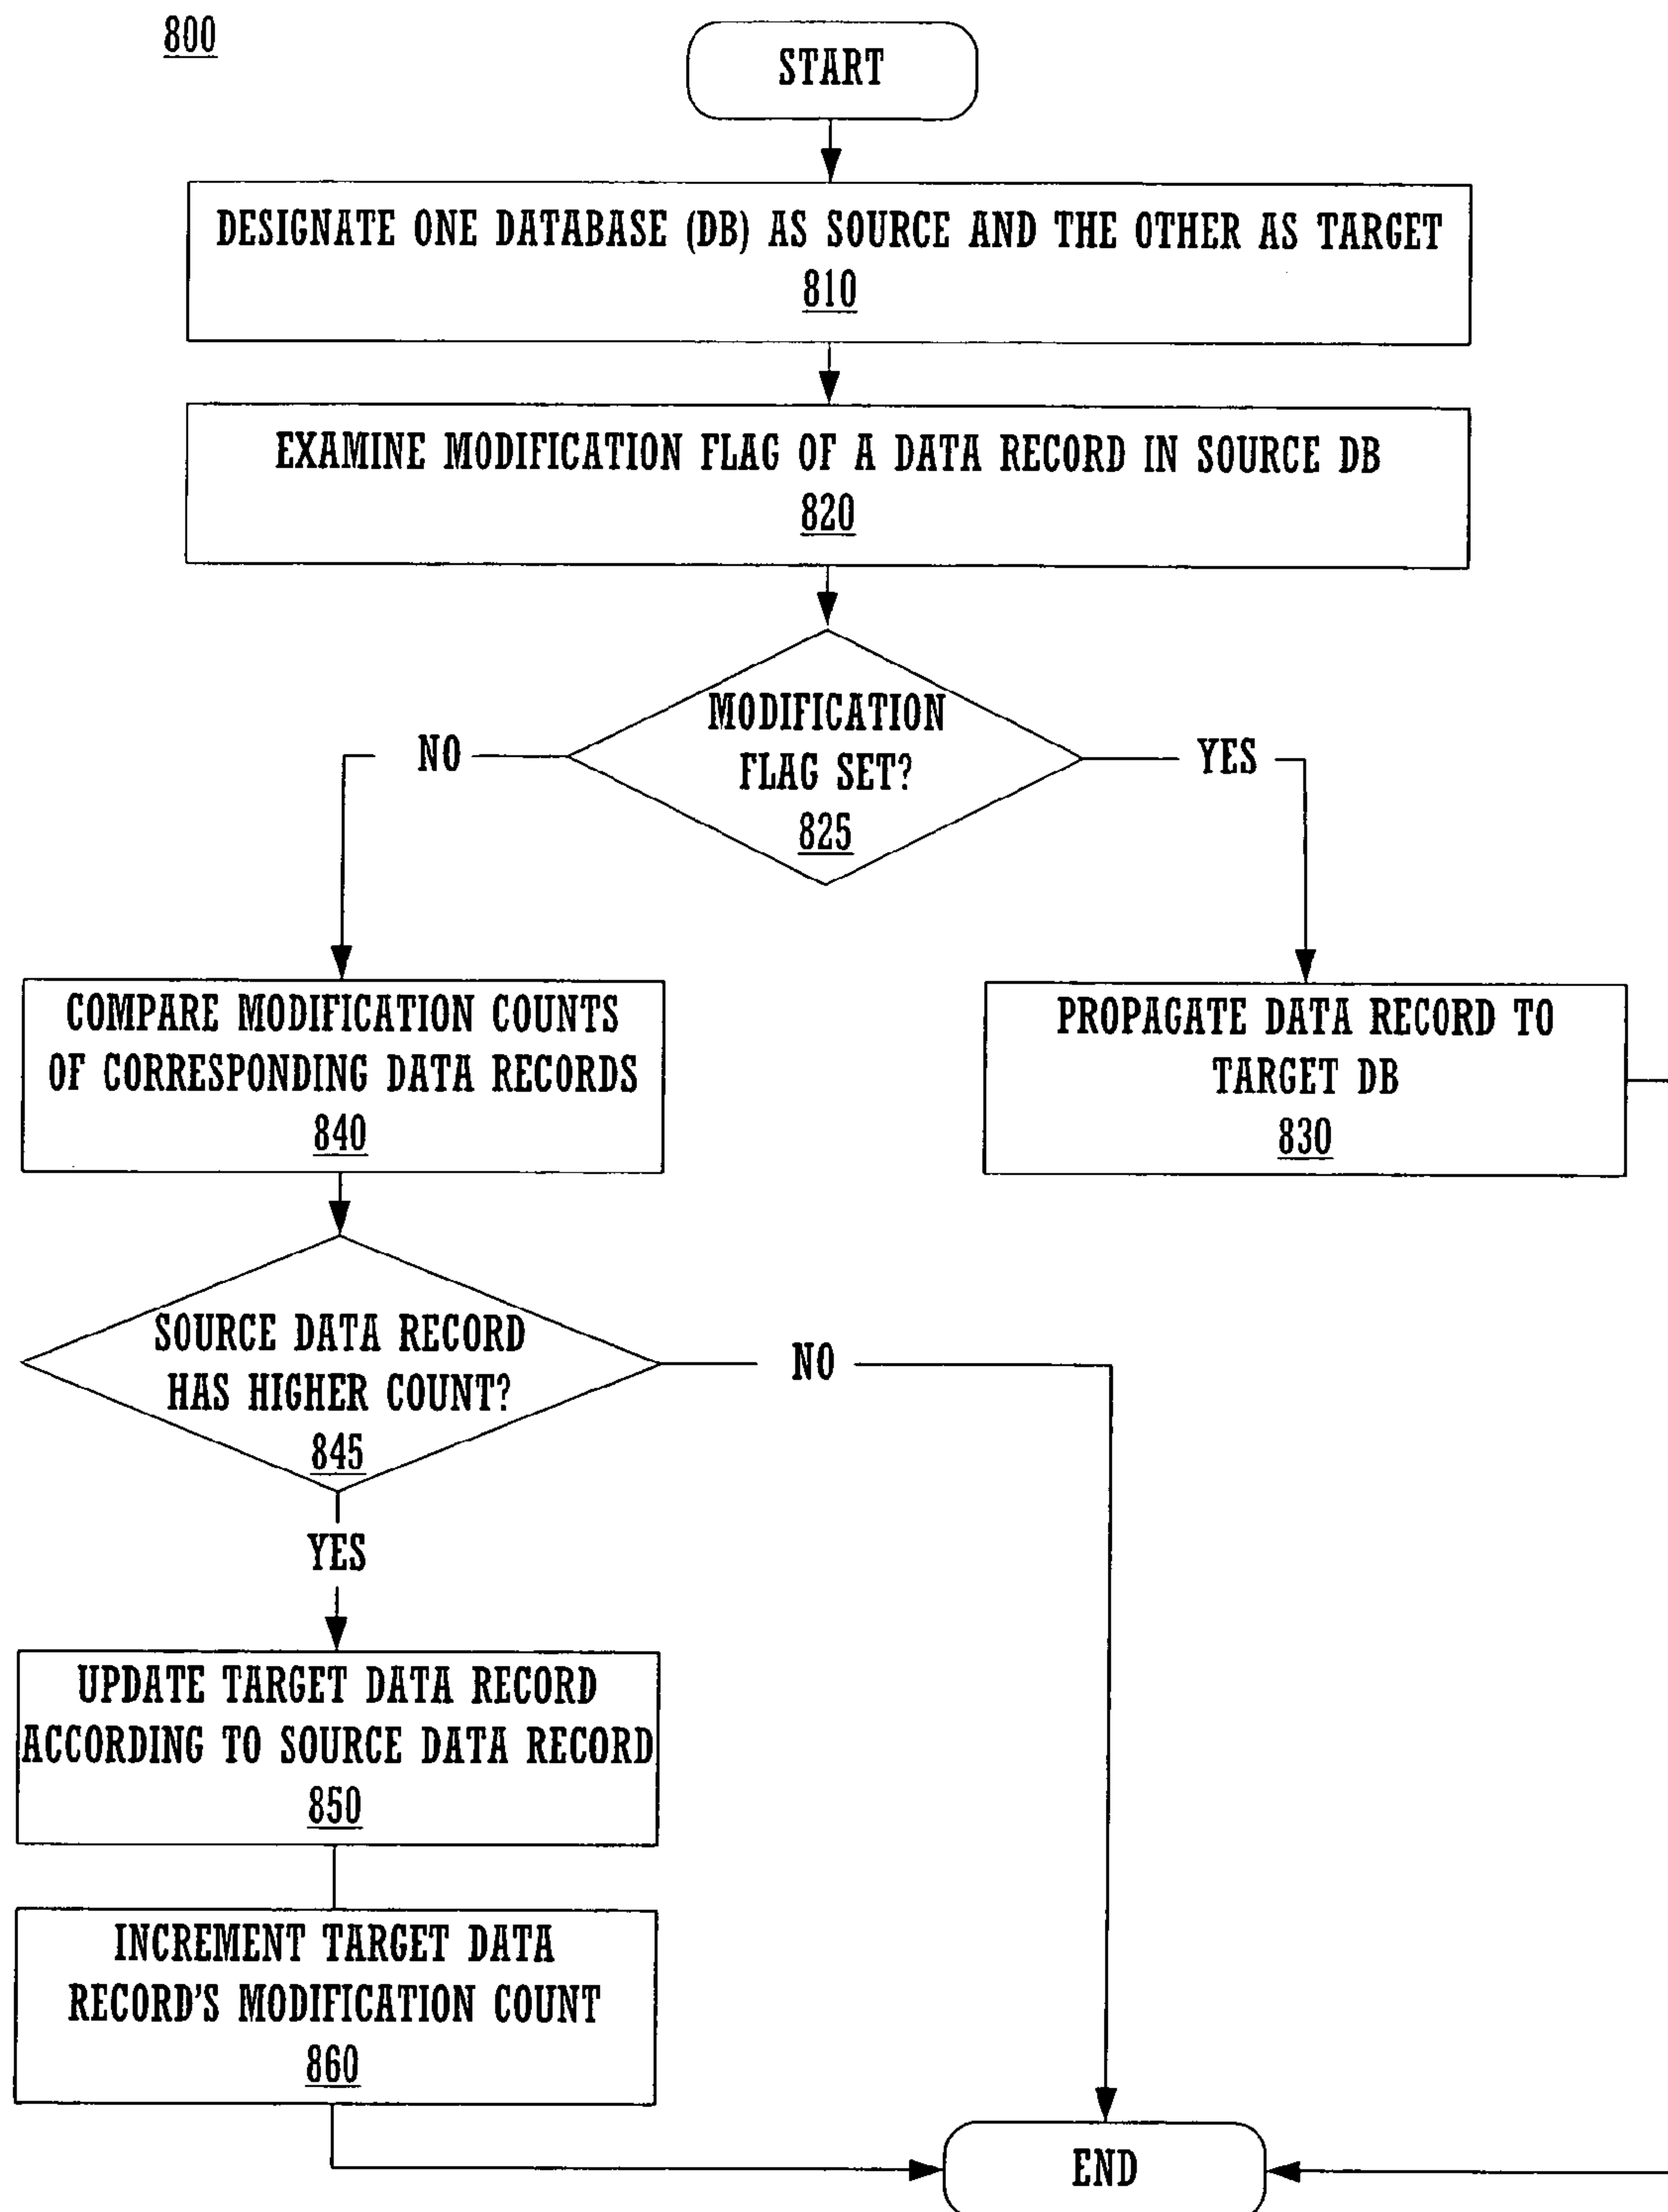 800
START
DESIGNATE ONE DATABASE (DB) AS SOURCE AND THE OTHER AS TARGET
810
EXAMINE MODIFICATION FLAG OF A DATA RECORD IN SOURCE DB
820
MODIFICATION
FLAG SET?
825
NO
YES
COMPARE MODIFICATION COUNTS
OF CORRESPONDING DATA RECORDS
840
PROPAGATE DATA RECORD TO
TARGET DB
830
SOURCE DATA RECORD
HAS HIGHER COUNT?
845
NO
YES
UPDATE TARGET DATA RECORD
ACCORDING TO SOURCE DATA RECORD
850
INCREMENT TARGET DATA
RECORD'S MODIFICATION COUNT
860
END